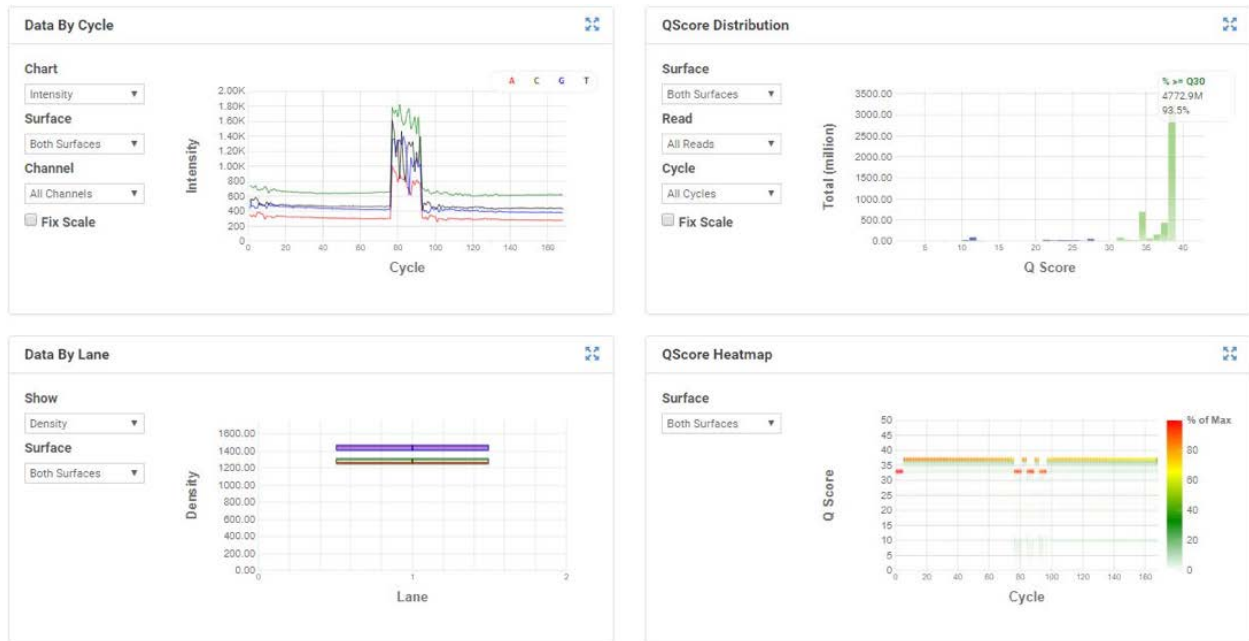 Data By Cycle
Chart
Intensity
Surface
Both Surfaces
Channel
All Channels
Fix Scale
A C G T
2.00K
1.80K
1.60K
1.40K
1.20K
1.00K
800
600
400
200
0
0 20 40 60 80 100 120 140 160
Intensity
Cycle
QScore Distribution
Surface
Both Surfaces
Read
All Reads
Cycle
All Cycles
Fix Scale
% >= Q30
4772.9M
93.5%
3500.00
3000.00
2500.00
2000.00
1500.00
1000.00
500.00
0.00
5 10 15 20 25 30 35 40
Total (million)
Q Score
Data By Lane
Show
Density
Surface
Both Surfaces
1600.00
1400.00
1200.00
1000.00
800.00
600.00
400.00
200.00
0.00
0 1 2
Density
Lane
QScore Heatmap
Surface
Both Surfaces
50
45
40
35
30
25
20
15
10
5
0
0 20 40 60 80 100 120 140 160
Q Score
Cycle
% of Max
80
60
40
20
0